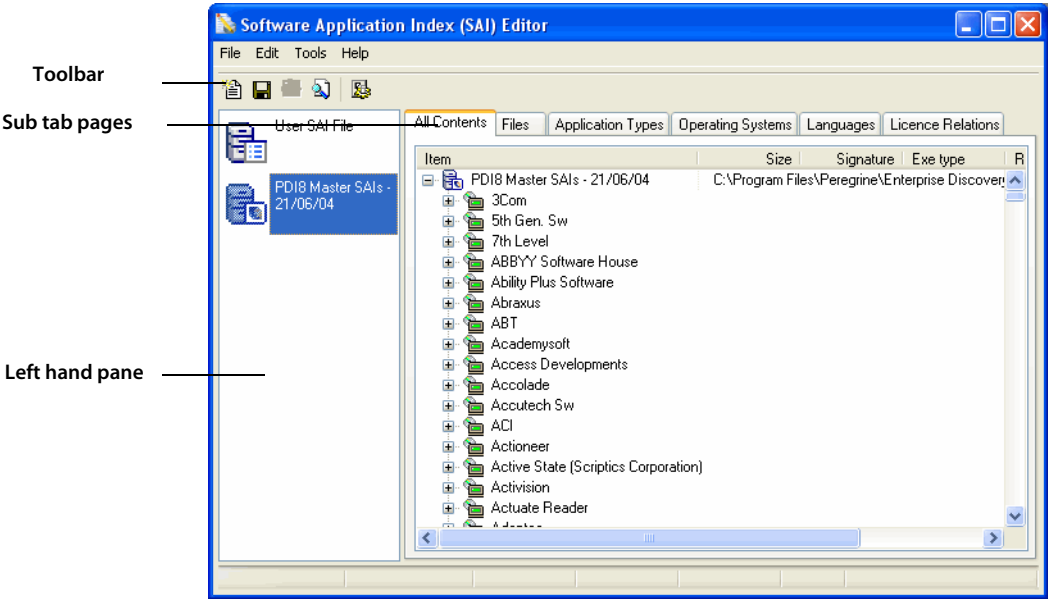 Software Application Index (SAI) Editor
File Edit Tools Help
Toolbar
Sub tab pages
Left hand pane
User SAI File
PDI8 Master SAIs -
21/06/04
All Contents Files Application Types Operating Systems Languages Licence Relations
Item Size Signature Exe type R
PDI8 Master SAIs - 21/06/04 C:\Program Files\Peregrine\Enterprise Discovery
3Com
5th Gen. Sw
7th Level
ABBYY Software House
Ability Plus Software
Abraxus
ABT
Academysoft
Access Developments
Accolade
Accutech Sw
ACI
Actioneer
Active State (Scriptics Corporation)
Activision
Actuate Reader